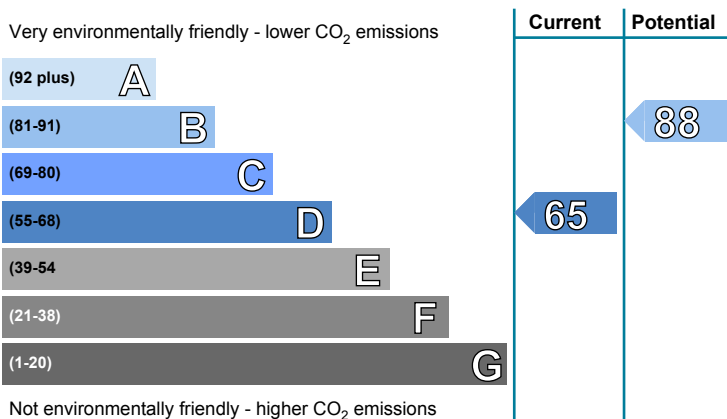 Very environmentally friendly - lower CO2 emissions
Current
Potential
(92 plus) A
(81-91) B
88
(69-80) C
(55-68) D
65
(39-54 E
(21-38) F
(1-20) G
Not environmentally friendly - higher CO2 emissions